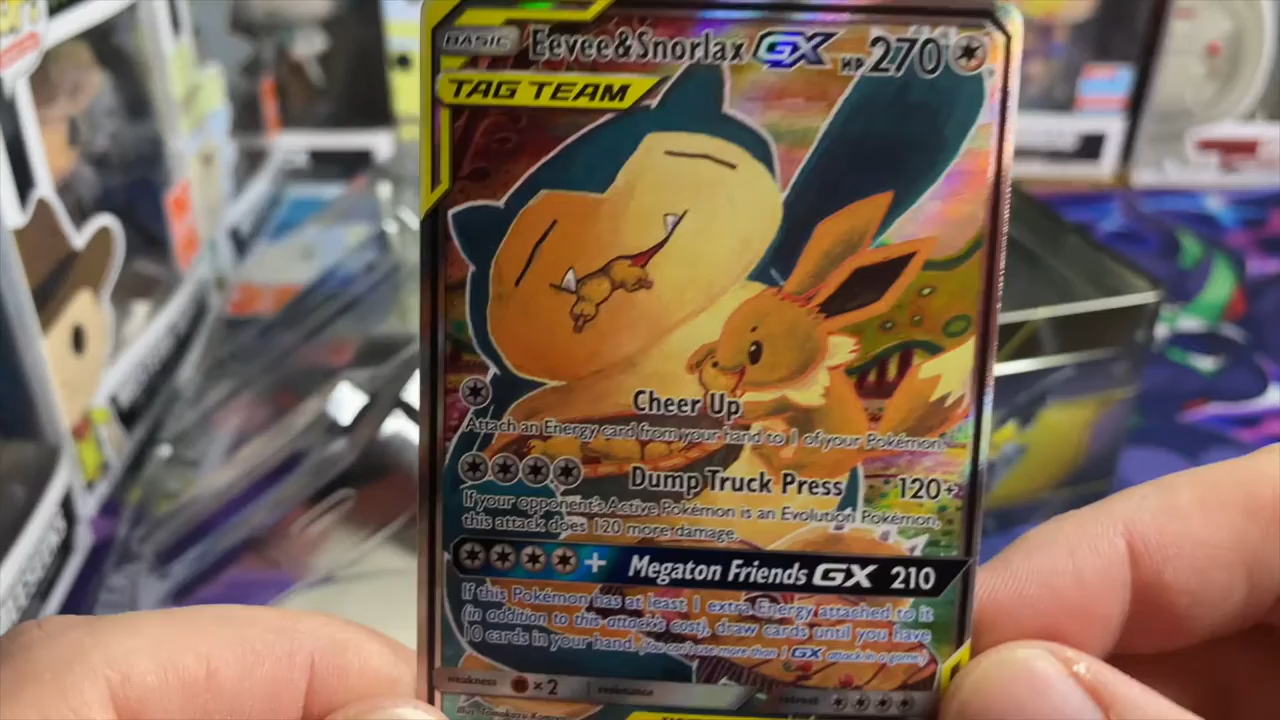 BASIC Eevee&Snorlax GX HP270
TAG TEAM
Cheer Up
Attach an Energy card from your hand to 1 of your Pokémon.
Dump Truck Press 120+
If your opponent's Active Pokémon is an Evolution Pokémon,
this attack does 120 more damage.
+ Megaton Friends GX 210
If this Pokémon has at least 1 extra Energy attached to it
(in addition to this attack's cost), draw cards until you have
10 cards in your hand. (You can't use more than 1 GX attack in a game.)
weakness ×2 resistance retreat